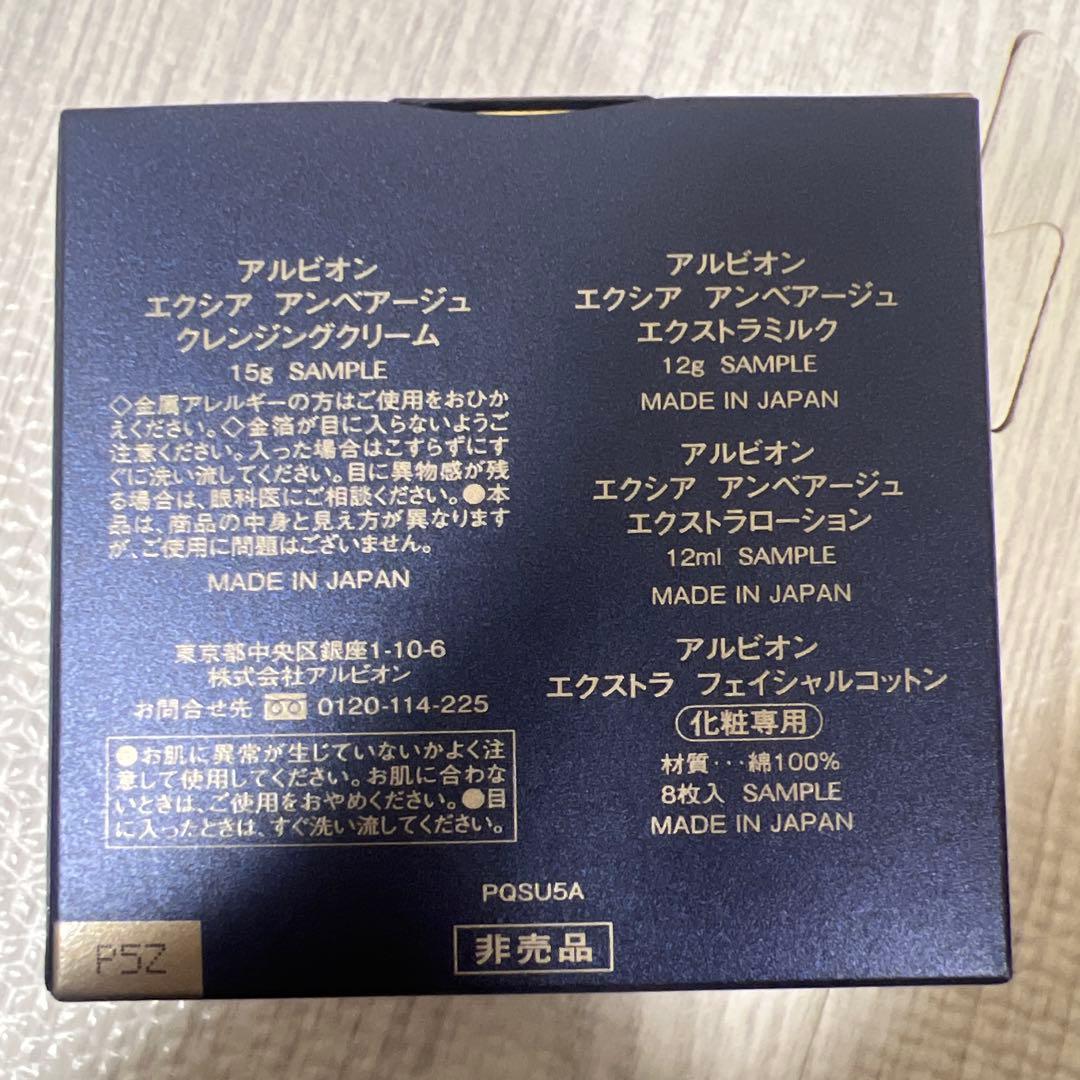 アルビオン
エクシア アンベアージュ
クレンジングクリーム
15g SAMPLE
◇金属アレルギーの方はご使用をおひか
えください。◇金箔が目に入らないようご
注意ください。入った場合はこすらずにす
ぐに洗い流してください。目に異物感が残
る場合は、眼科医にご相談ください。●本
品は、商品の中身と見え方が異なります
が、ご使用に問題はございません。
MADE IN JAPAN
東京都中央区銀座1-10-6
株式会社アルビオン
お問合せ先 0120-114-225
●お肌に異常が生じていないかよく注
意して使用してください。お肌に合わな
いときは、ご使用をおやめください。●目
に入ったときは、すぐ洗い流してください。
アルビオン
エクシア アンベアージュ
エクストラミルク
12g SAMPLE
MADE IN JAPAN
アルビオン
エクシア アンベアージュ
エクストラローション
12ml SAMPLE
MADE IN JAPAN
アルビオン
エクストラ フェイシャルコットン
化粧専用
材質･･･綿100%
8枚入 SAMPLE
MADE IN JAPAN
PQSU5A
非売品
P5Z